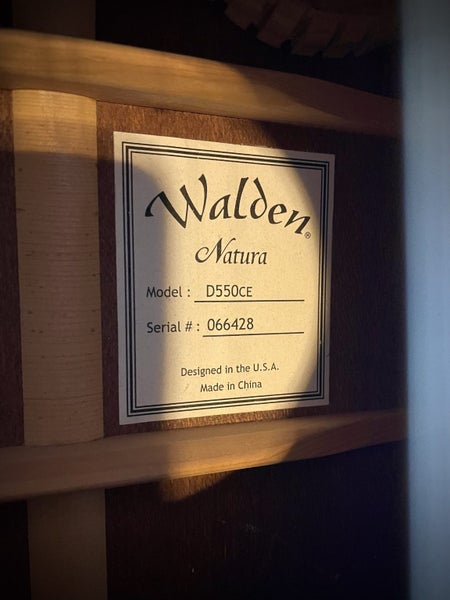 Walden®
Natura
Model : D550CE
Serial # : 066428
Designed in the U.S.A.
Made in China